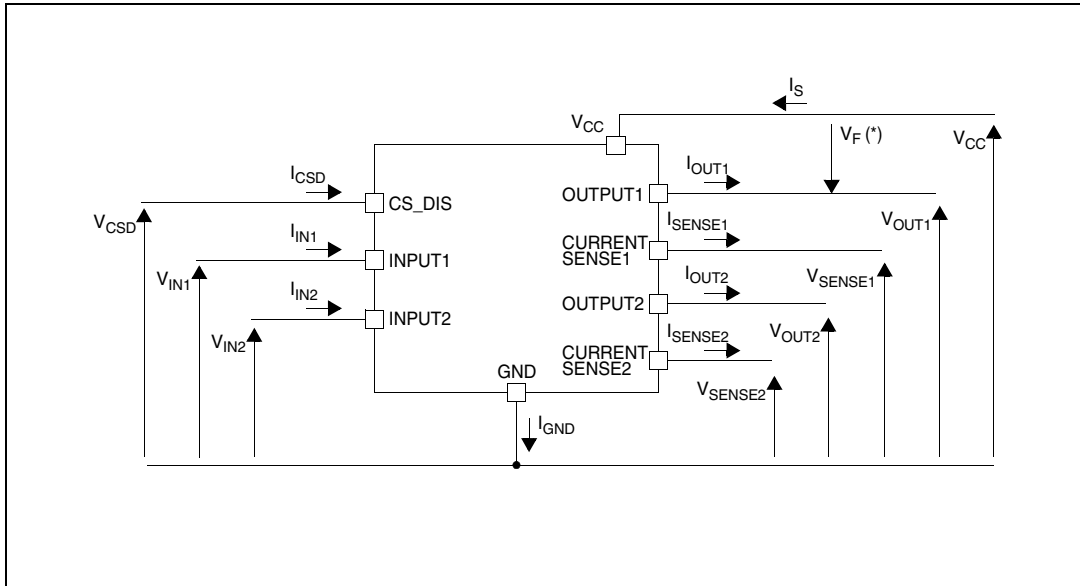 I_S
V_CC
V_F (*)
V_CC
I_CSD
I_OUT1
CS_DIS
OUTPUT1
V_CSD
V_OUT1
I_IN1
I_SENSE1
CURRENT
SENSE1
INPUT1
V_IN1
V_SENSE1
I_IN2
I_OUT2
OUTPUT2
INPUT2
V_IN2
V_OUT2
I_SENSE2
CURRENT
SENSE2
GND
V_SENSE2
I_GND